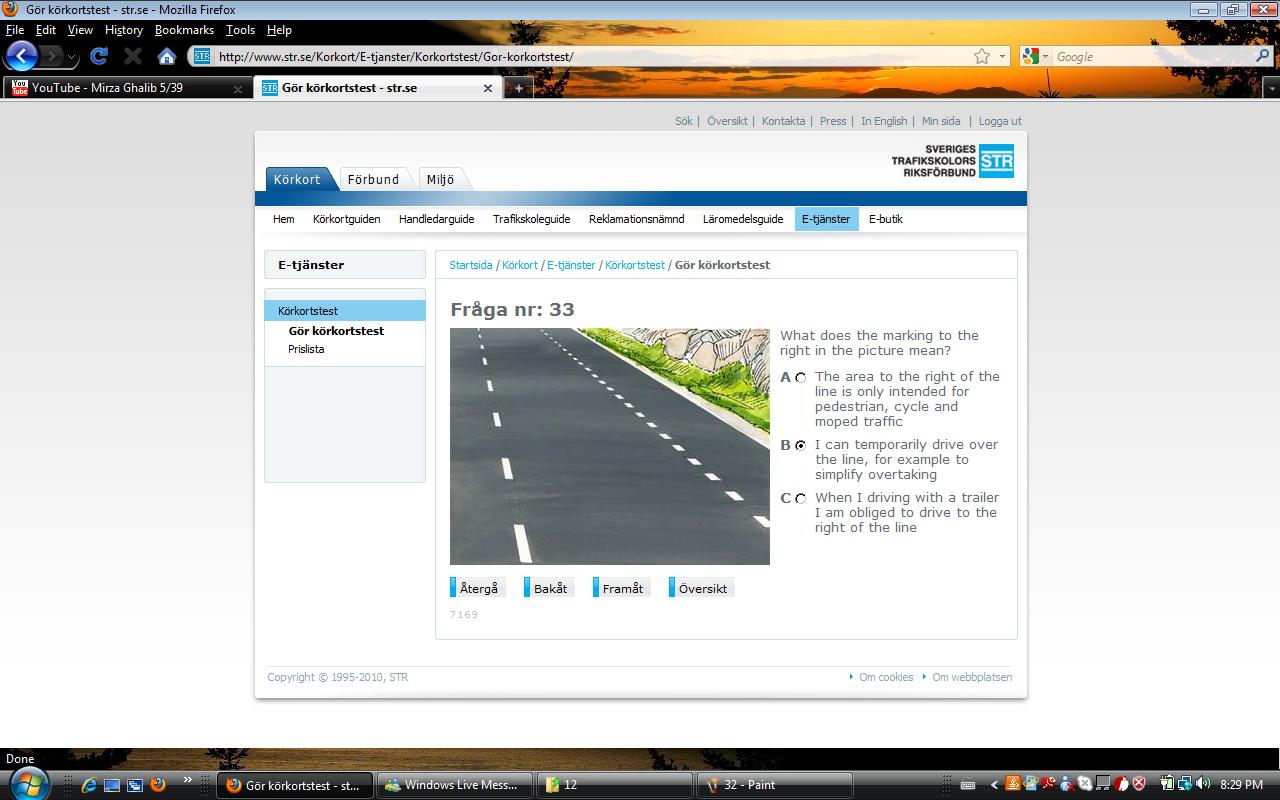 Gör körkortstest - str.se - Mozilla Firefox
File Edit View History Bookmarks Tools Help
STR http://www.str.se/Korkort/E-tjanster/Korkortstest/Gor-korkortstest/ Google
You Tube YouTube - Mirza Ghalib 5/39 STR Gör körkortstest - str.se
Sök | Översikt | Kontakta | Press | In English | Min sida | Logga ut
SVERIGES
TRAFIKSKOLORS STR
RIKSFÖRBUND
Körkort Förbund Miljö
Hem Körkortguiden Handledarguide Trafikskoleguide Reklamationsnämnd Läromedelsguide E-tjänster E-butik
E-tjänster
Körkortstest
Gör körkortstest
Prislista
Startsida / Körkort / E-tjänster / Körkortstest / Gör körkortstest
Fråga nr: 33
What does the marking to the
right in the picture mean?
A The area to the right of the
line is only intended for
pedestrian, cycle and
moped traffic
B I can temporarily drive over
the line, for example to
simplify overtaking
C When I driving with a trailer
I am obliged to drive to the
right of the line
Återgå Bakåt Framåt Översikt
7169
Copyright © 1995-2010, STR Om cookies Om webbplatsen
Done
Gör körkortstest - st... Windows Live Mess... 12 32 - Paint 8:29 PM